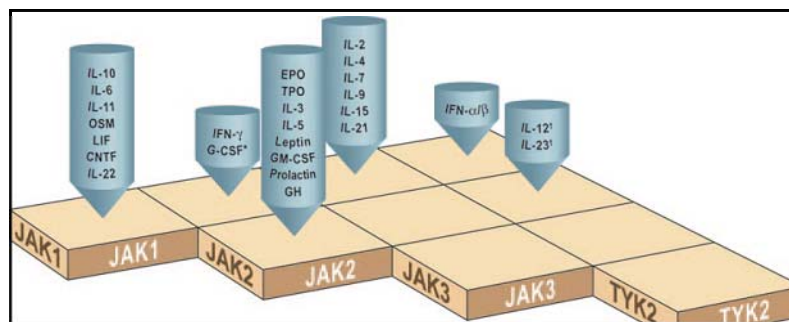 IL-10
IL-6
IL-11
OSM
LIF
CNTF
IL-22
IFN-γ
G-CSF*
EPO
TPO
IL-3
IL-5
Leptin
GM-CSF
Prolactin
GH
IL-2
IL-4
IL-7
IL-9
IL-15
IL-21
IFN-α/β
IL-12†
IL-23†
JAK1
JAK1
JAK2
JAK2
JAK3
JAK3
TYK2
TYK2